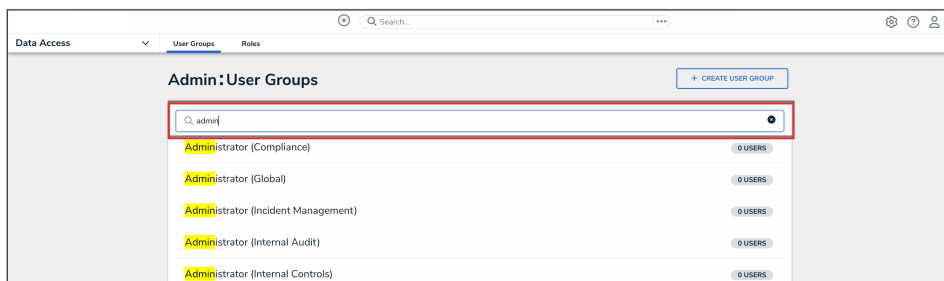 Search...
Data Access
User Groups Roles
Admin:User Groups
+ CREATE USER GROUP
admin
Administrator (Compliance) 0 USERS
Administrator (Global) 0 USERS
Administrator (Incident Management) 0 USERS
Administrator (Internal Audit) 0 USERS
Administrator (Internal Controls) 0 USERS